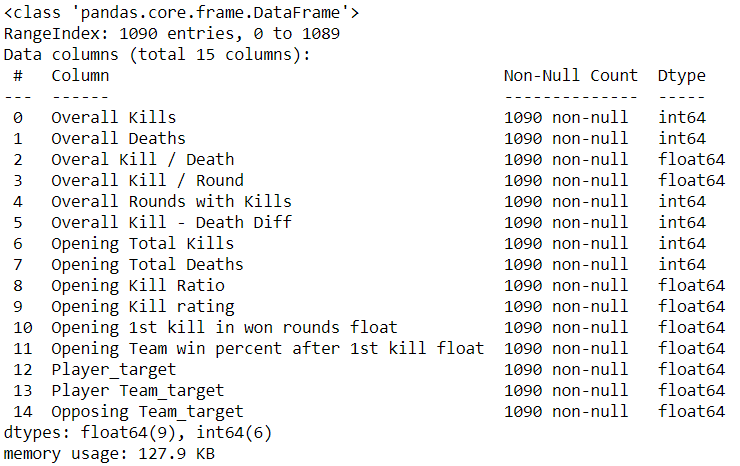 <class 'pandas.core.frame.DataFrame'>
RangeIndex: 1090 entries, 0 to 1089
Data columns (total 15 columns):
 #   Column                                       Non-Null Count  Dtype
---  ------                                       --------------  -----
 0   Overall Kills                                1090 non-null   int64
 1   Overall Deaths                               1090 non-null   int64
 2   Overal Kill / Death                          1090 non-null   float64
 3   Overall Kill / Round                         1090 non-null   float64
 4   Overall Rounds with Kills                    1090 non-null   int64
 5   Overall Kill - Death Diff                    1090 non-null   int64
 6   Opening Total Kills                          1090 non-null   int64
 7   Opening Total Deaths                         1090 non-null   int64
 8   Opening Kill Ratio                           1090 non-null   float64
 9   Opening Kill rating                          1090 non-null   float64
 10  Opening 1st kill in won rounds float         1090 non-null   float64
 11  Opening Team win percent after 1st kill float  1090 non-null   float64
 12  Player_target                                1090 non-null   float64
 13  Player Team_target                           1090 non-null   float64
 14  Opposing Team_target                         1090 non-null   float64
dtypes: float64(9), int64(6)
memory usage: 127.9 KB